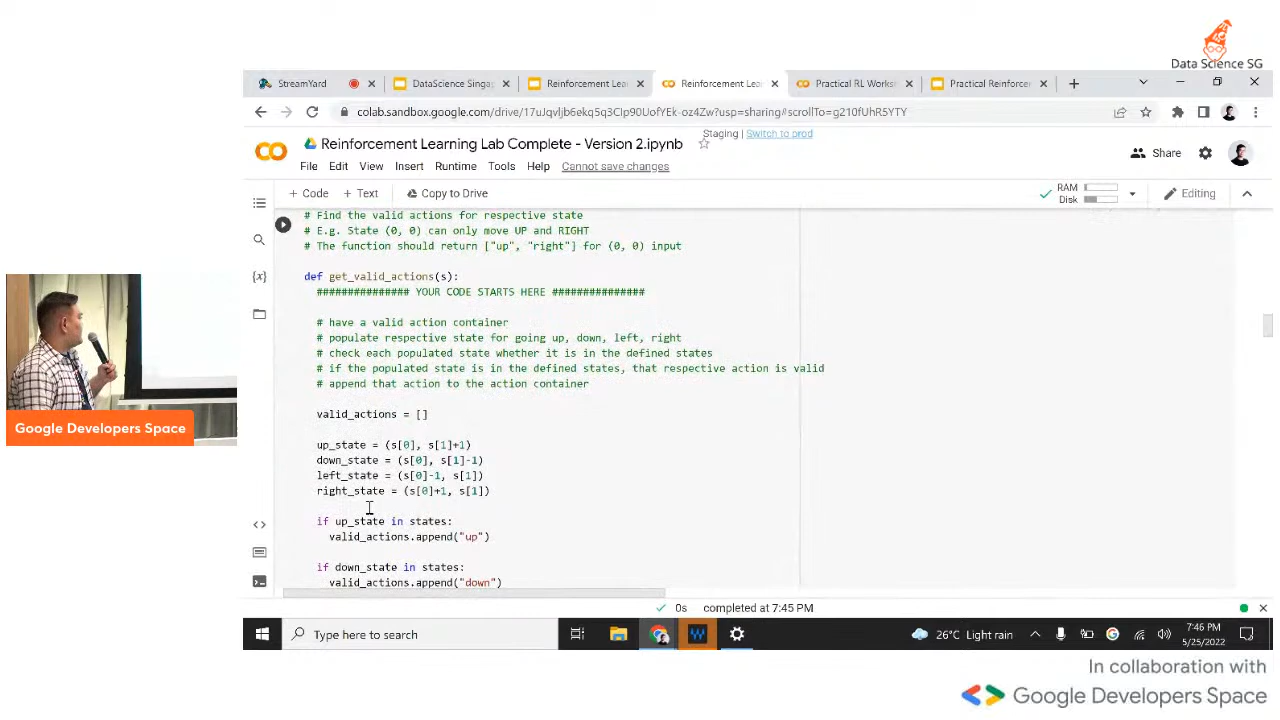 Data Science SG
StreamYard
DataScience Singa
Reinforcement Lea
Reinforcement Lea
Practical RL Works
Practical Reinforce
colab.sandbox.google.com/drive/17uJqvljb6ekq5q3CIp90UofYEk-oz4Zw?usp=sharing#scrollTo=g210fUhR5YTY
Reinforcement Learning Lab Complete - Version 2.ipynb
Staging | Switch to prod
File Edit View Insert Runtime Tools Help Cannot save changes
Share
+ Code + Text Copy to Drive
RAM
Disk
Editing
# Find the valid actions for respective state
# E.g. State (0, 0) can only move UP and RIGHT
# The function should return ["up", "right"] for (0, 0) input
def get_valid_actions(s):
############### YOUR CODE STARTS HERE ###############
# have a valid action container
# populate respective state for going up, down, left, right
# check each populated state whether it is in the defined states
# if the populated state is in the defined states, that respective action is valid
# append that action to the action container
valid_actions = []
up_state = (s[0], s[1]+1)
down_state = (s[0], s[1]-1)
left_state = (s[0]-1, s[1])
right_state = (s[0]+1, s[1])
if up_state in states:
valid_actions.append("up")
if down_state in states:
valid_actions.append("down")
Google Developers Space
0s completed at 7:45 PM
Type here to search
26°C Light rain
7:46 PM
5/25/2022
In collaboration with
Google Developers Space